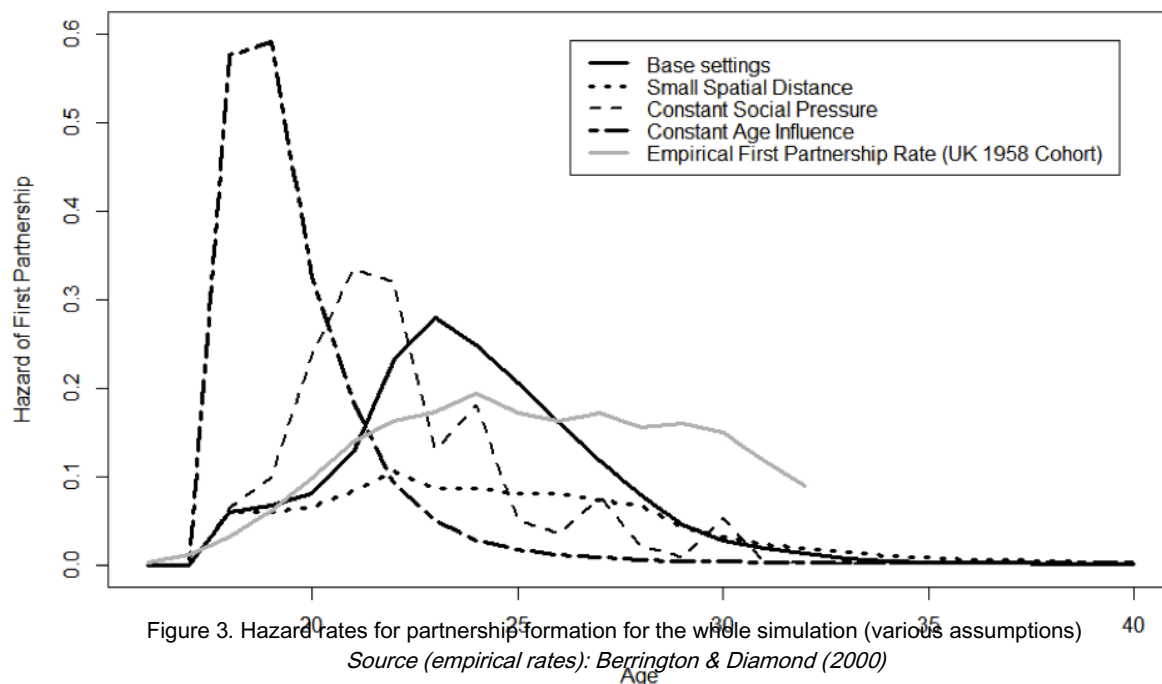 0.6
0.5
0.4
0.3
0.2
0.1
0.0
Hazard of First Partnership
Base settings
Small Spatial Distance
Constant Social Pressure
Constant Age Influence
Empirical First Partnership Rate (UK 1958 Cohort)
20 25 30 35 40
Figure 3. Hazard rates for partnership formation for the whole simulation (various assumptions)
Source (empirical rates): Berrington & Diamond (2000)
Age